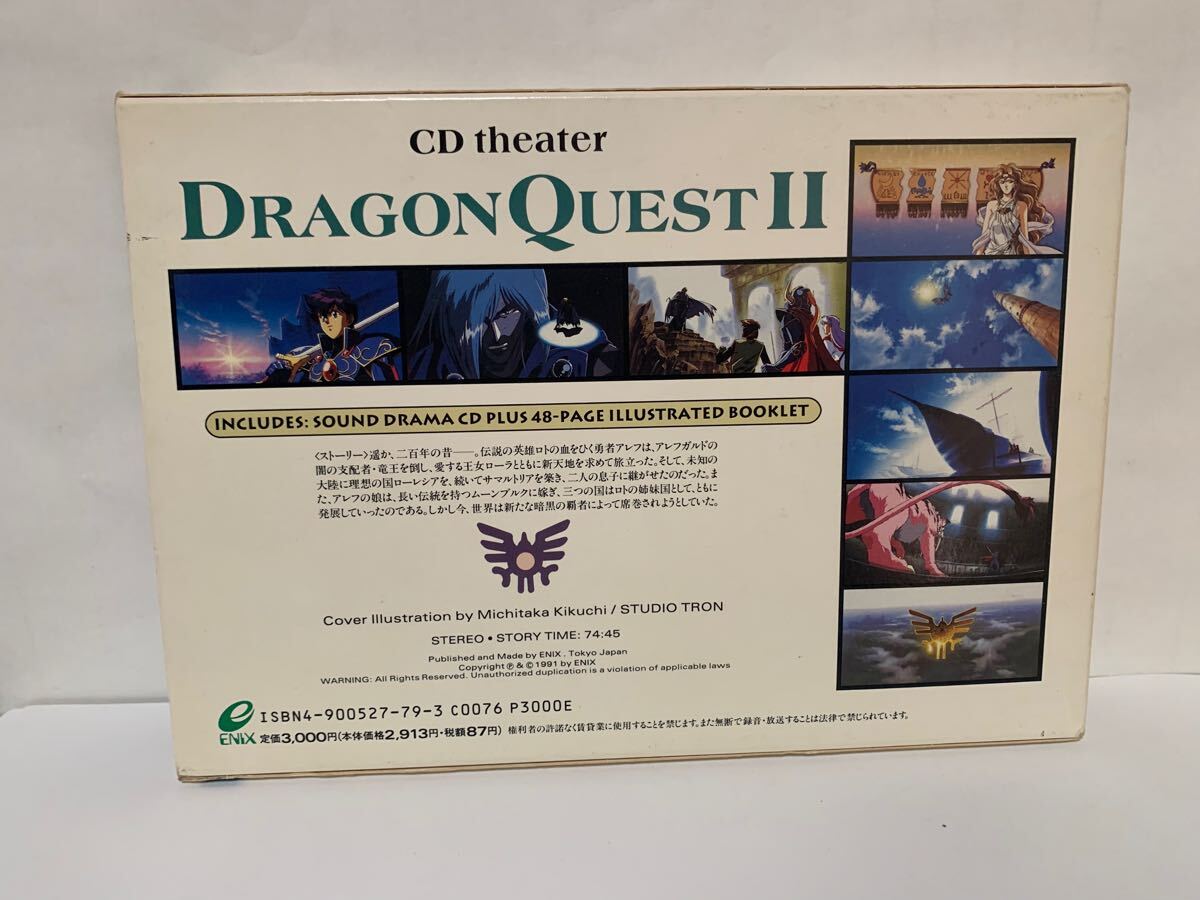 CD theater
DRAGON QUEST II
INCLUDES: SOUND DRAMA CD PLUS 48-PAGE ILLUSTRATED BOOKLET
〈ストーリー〉遥か、二百年の昔——。伝説の英雄ロトの血をひく勇者アレフは、アレフガルドの
闇の支配者・竜王を倒し、愛する王女ローラとともに新天地を求めて旅立った。そして、未知の
大陸に理想の国ローレシアを、続いてサマルトリアを築き、二人の息子に継がせたのだった。ま
た、アレフの娘は、長い伝統を持つムーンブルクに嫁ぎ、三つの国はロトの姉妹国として、ともに
発展していったのである。しかし今、世界は新たな暗黒の覇者によって席巻されようとしていた。
Cover Illustration by Michitaka Kikuchi / STUDIO TRON
STEREO • STORY TIME: 74:45
Published and Made by ENIX . Tokyo Japan
Copyright ℗ & © 1991 by ENIX
WARNING: All Rights Reserved. Unauthorized duplication is a violation of applicable laws
ISBN4-900527-79-3 C0076 P3000E
ENIX 定価3,000円(本体価格2,913円・税額87円) 権利者の許諾なく賃貸業に使用することを禁じます。また無断で録音・放送することは法律で禁じられています。